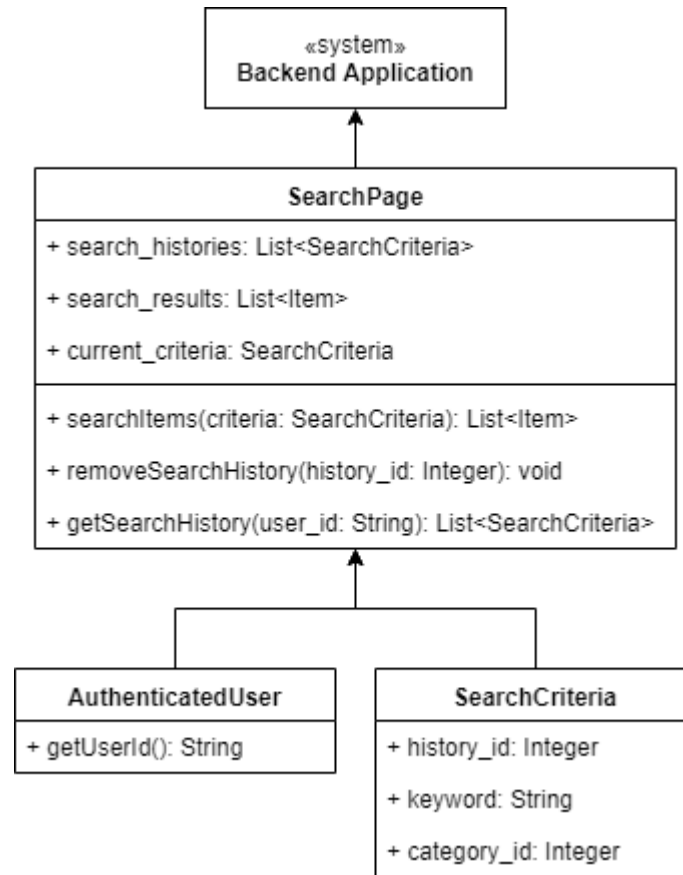 «system»
Backend Application
SearchPage
+ search_histories: List<SearchCriteria>
+ search_results: List<Item>
+ current_criteria: SearchCriteria
+ searchItems(criteria: SearchCriteria): List<Item>
+ removeSearchHistory(history_id: Integer): void
+ getSearchHistory(user_id: String): List<SearchCriteria>
AuthenticatedUser
+ getUserId(): String
SearchCriteria
+ history_id: Integer
+ keyword: String
+ category_id: Integer